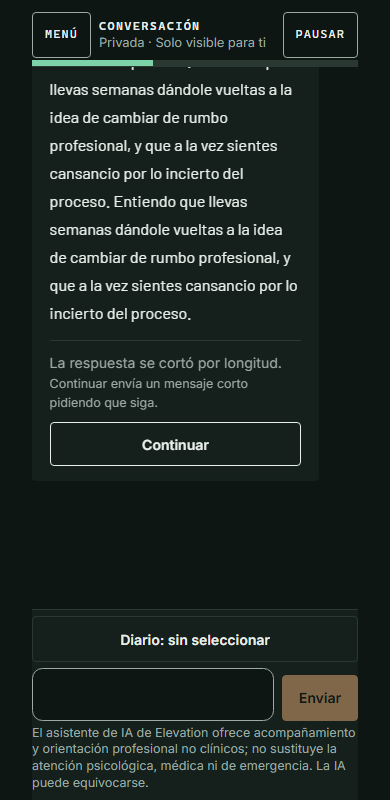 MENÚ
CONVERSACIÓN
Privada · Solo visible para ti
PAUSAR
llevas semanas dándole vueltas a la
idea de cambiar de rumbo
profesional, y que a la vez sientes
cansancio por lo incierto del
proceso. Entiendo que llevas
semanas dándole vueltas a la idea
de cambiar de rumbo profesional, y
que a la vez sientes cansancio por lo
incierto del proceso.
La respuesta se cortó por longitud.
Continuar envía un mensaje corto
pidiendo que siga.
Continuar
Diario: sin seleccionar
Enviar
El asistente de IA de Elevation ofrece acompañamiento
y orientación profesional no clínicos; no sustituye la
atención psicológica, médica ni de emergencia. La IA
puede equivocarse.